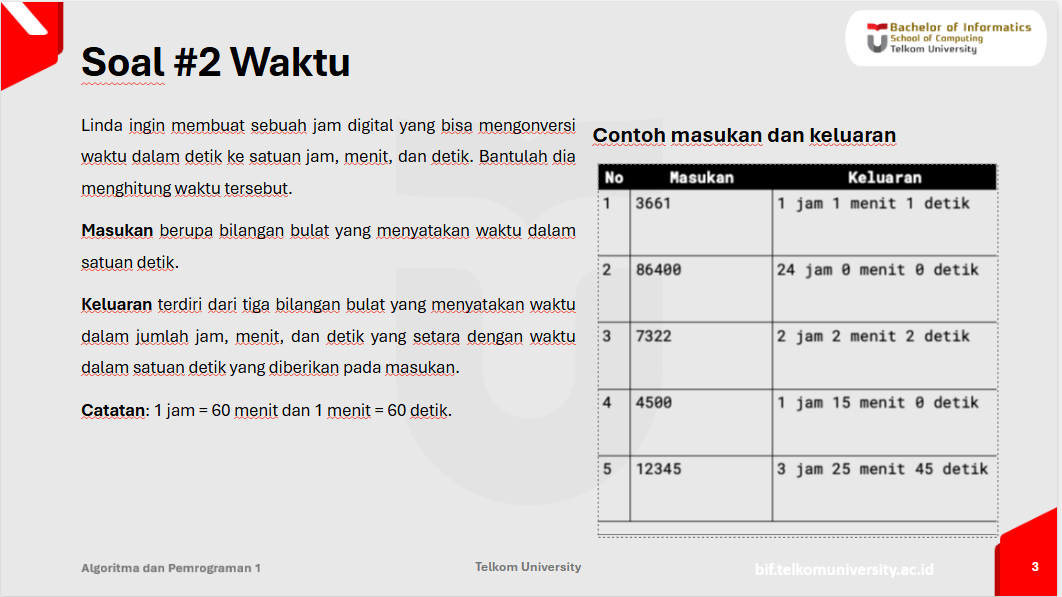 Bachelor of Informatics
School of Computing
Telkom University
Soal #2 Waktu
Linda ingin membuat sebuah jam digital yang bisa mengonversi
waktu dalam detik ke satuan jam, menit, dan detik. Bantulah dia
menghitung waktu tersebut.
Masukan berupa bilangan bulat yang menyatakan waktu dalam
satuan detik.
Keluaran terdiri dari tiga bilangan bulat yang menyatakan waktu
dalam jumlah jam, menit, dan detik yang setara dengan waktu
dalam satuan detik yang diberikan pada masukan.
Catatan: 1 jam = 60 menit dan 1 menit = 60 detik.
Contoh masukan dan keluaran
No Masukan Keluaran
1 3661 1 jam 1 menit 1 detik
2 86400 24 jam 0 menit 0 detik
3 7322 2 jam 2 menit 2 detik
4 4500 1 jam 15 menit 0 detik
5 12345 3 jam 25 menit 45 detik
Algoritma dan Pemrograman 1
Telkom University
bif.telkomuniversity.ac.id
3